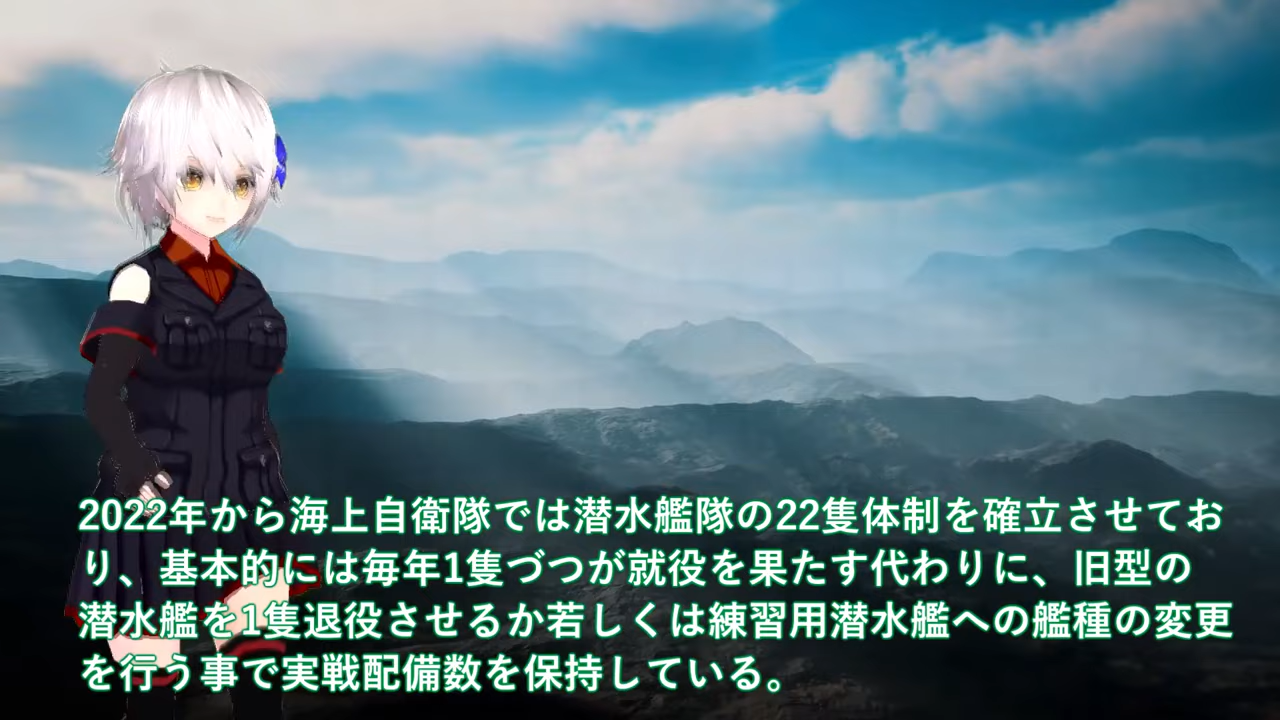 2022年から海上自衛隊では潜水艦隊の22隻体制を確立させてお
り、基本的には毎年1隻づつが就役を果たす代わりに、旧型の
潜水艦を1隻退役させるか若しくは練習用潜水艦への艦種の変更
を行う事で実戦配備数を保持している。